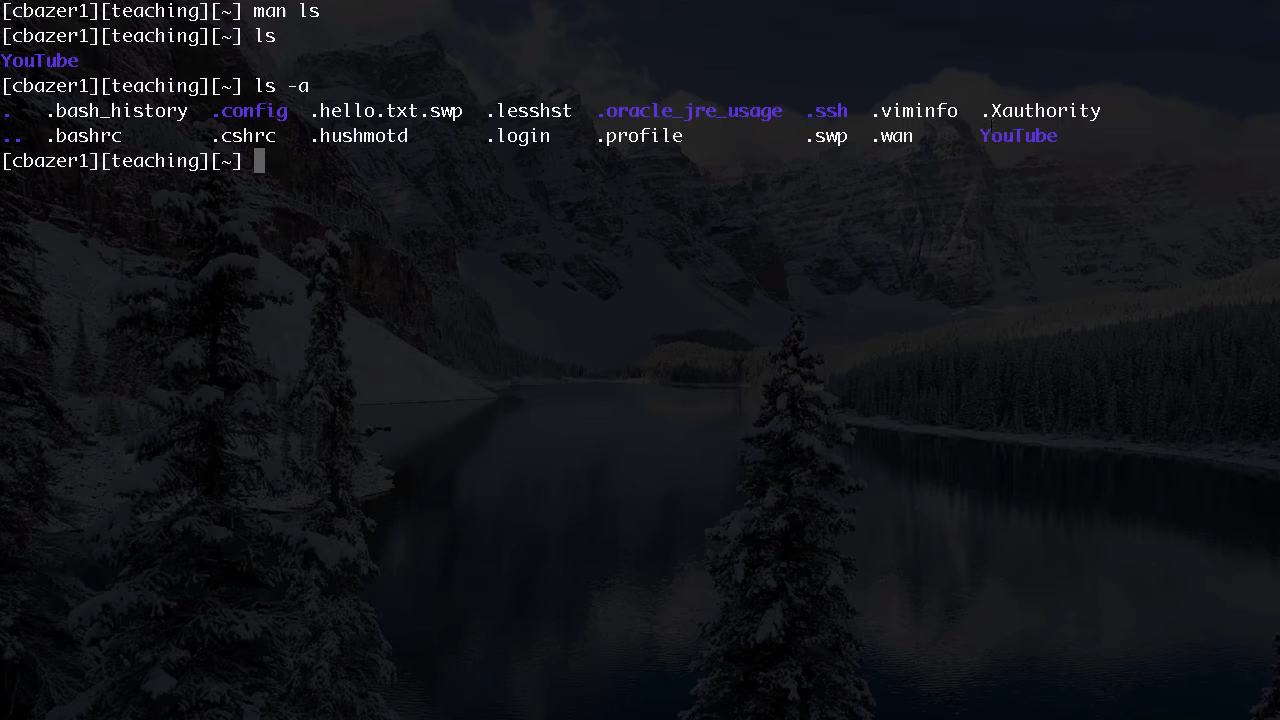 [cbazer1][teaching][~] man ls
[cbazer1][teaching][~] ls
YouTube
[cbazer1][teaching][~] ls -a
. .bash_history .config .hello.txt.swp .lesshst .oracle_jre_usage .ssh .viminfo .Xauthority
.. .bashrc .cshrc .hushmotd .login .profile .swp .wan YouTube
[cbazer1][teaching][~]